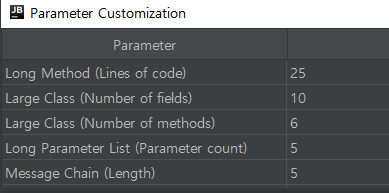 JB Parameter Customization
Parameter
Long Method (Lines of code) 25
Large Class (Number of fields) 10
Large Class (Number of methods) 6
Long Parameter List (Parameter count) 5
Message Chain (Length) 5